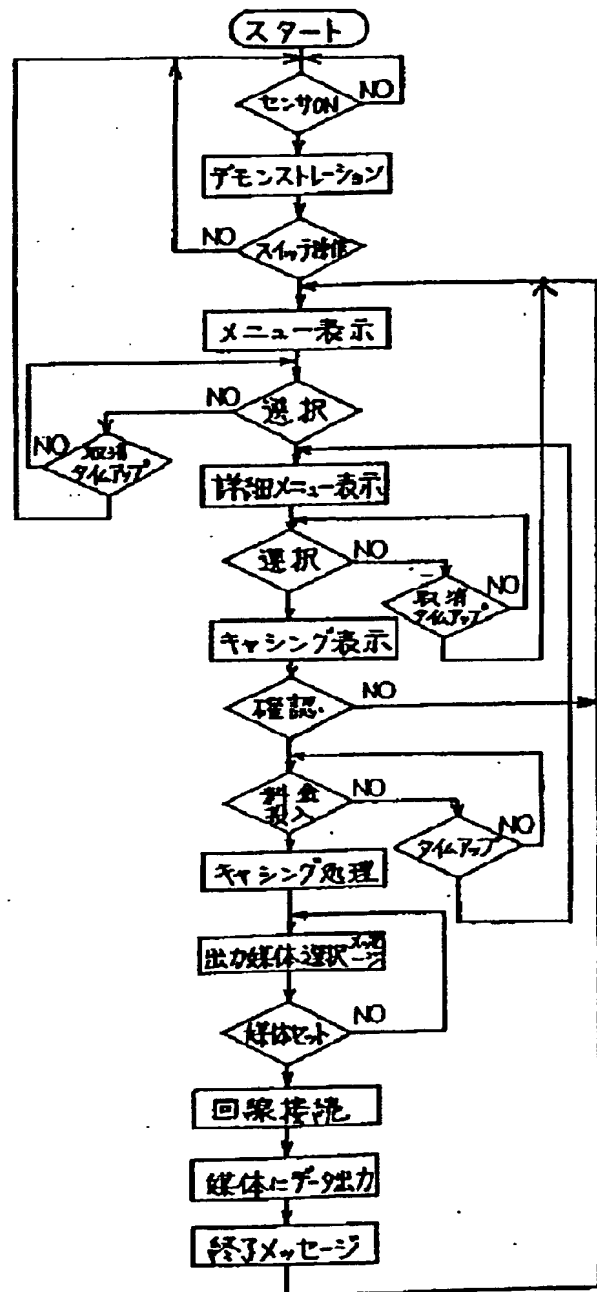 スタート
センサON
NO
デモンストレーション
スイッチ操作
NO
メニュー表示
選択
NO
取消
タイムアップ
NO
詳細メニュー表示
選択
NO
取消
タイムアップ
NO
キャシング表示
確認
NO
料金
投入
NO
タイムアップ
NO
キャシング処理
出力媒体選択メッセージ
媒体セット
NO
回線接続
媒体にデータ出力
終了メッセージ